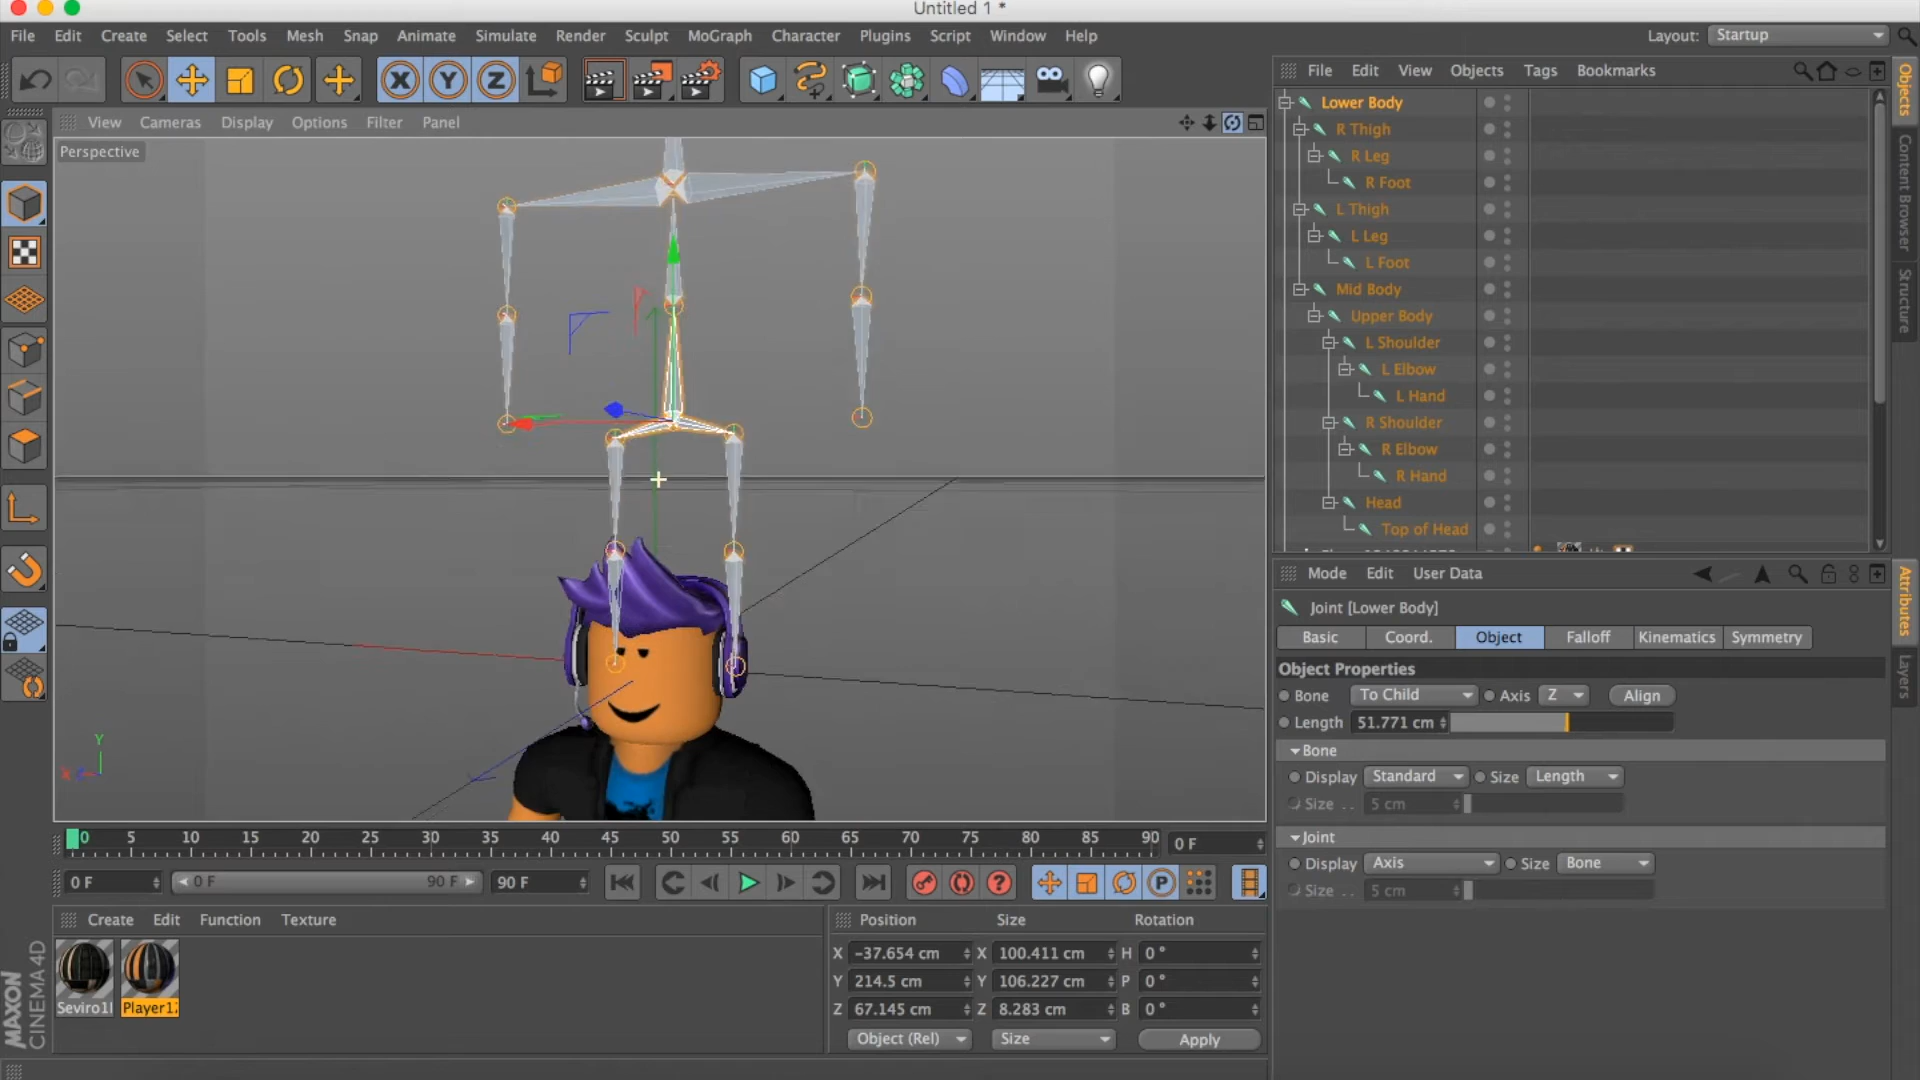 Untitled 1 *
File Edit Create Select Tools Mesh Snap Animate Simulate Render Sculpt MoGraph Character Plugins Script Window Help
Layout: Startup
X Y Z
View Cameras Display Options Filter Panel
Perspective
Y
X
File Edit View Objects Tags Bookmarks
Lower Body
R Thigh
R Leg
R Foot
L Thigh
L Leg
L Foot
Mid Body
Upper Body
L Shoulder
L Elbow
L Hand
R Shoulder
R Elbow
R Hand
Head
Top of Head
Objects
Content Browser
Structure
Mode Edit User Data
Joint [Lower Body]
Basic Coord. Object Falloff Kinematics Symmetry
Object Properties
Bone To Child Axis Z Align
Length 51.771 cm
Bone
Display Standard Size Length
Size . . 5 cm
Joint
Display Axis Size Bone
Size . . 5 cm
Attributes
Layers
0 5 10 15 20 25 30 35 40 45 50 55 60 65 70 75 80 85 90 0 F
0 F 0 F 90 F 90 F
? P
Create Edit Function Texture
Seviro1 Player1
MAXON
CINEMA 4D
Position Size Rotation
X -37.654 cm X 100.411 cm H 0 °
Y 214.5 cm Y 106.227 cm P 0 °
Z 67.145 cm Z 8.283 cm B 0 °
Object (Rel) Size Apply